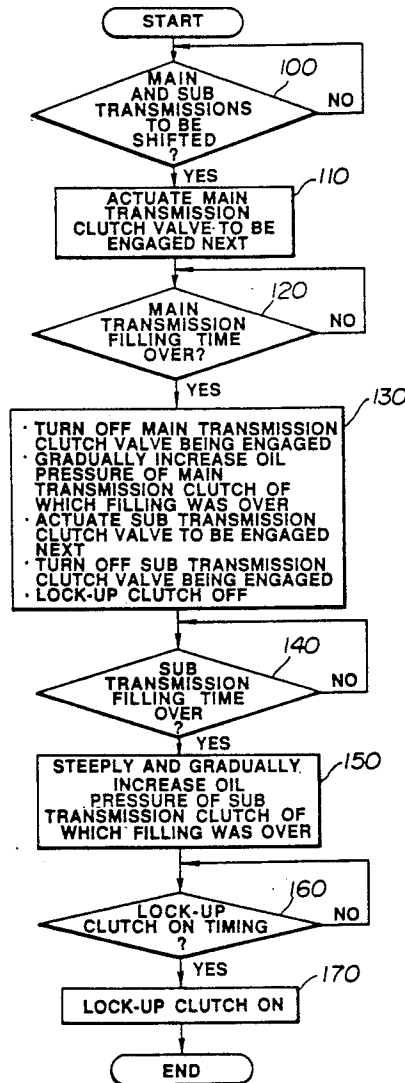 START
100
MAIN
AND SUB
TRANSMISSIONS
TO BE
SHIFTED
?
NO
YES
110
ACTUATE MAIN
TRANSMISSION
CLUTCH VALVE TO BE
ENGAGED NEXT
120
MAIN
TRANSMISSION
FILLING TIME
OVER?
NO
YES
130
· TURN OFF MAIN TRANSMISSION
CLUTCH VALVE BEING ENGAGED
· GRADUALLY INCREASE OIL
PRESSURE OF MAIN
TRANSMISSION CLUTCH OF
WHICH FILLING WAS OVER
· ACTUATE SUB TRANSMISSION
CLUTCH VALVE TO BE ENGAGED
NEXT
· TURN OFF SUB TRANSMISSION
CLUTCH VALVE BEING ENGAGED
· LOCK-UP CLUTCH OFF
140
SUB
TRANSMISSION
FILLING TIME
OVER
?
NO
YES
150
STEEPLY AND GRADUALLY
INCREASE OIL
PRESSURE OF SUB
TRANSMISSION CLUTCH OF
WHICH FILLING WAS OVER
160
LOCK-UP
CLUTCH ON TIMING
?
NO
YES
170
LOCK-UP CLUTCH ON
END